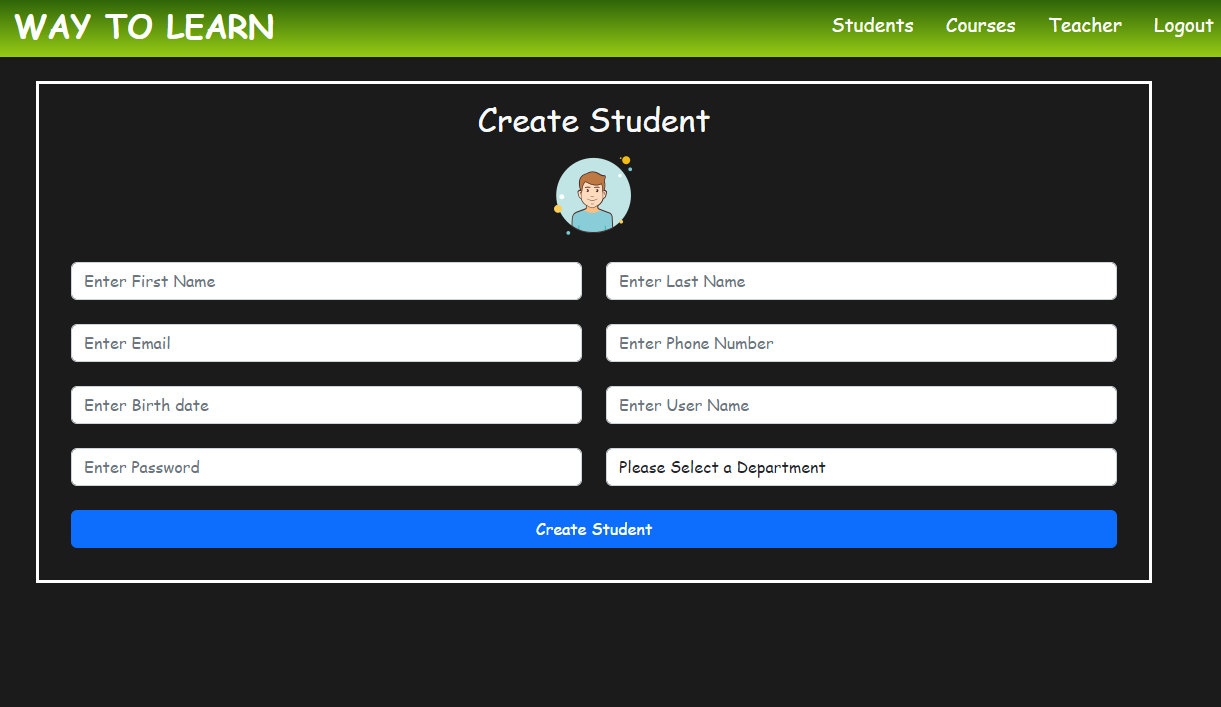 WAY TO LEARN Students Courses Teacher Logout
Create Student
Enter First Name Enter Last Name
Enter Email Enter Phone Number
Enter Birth date Enter User Name
Enter Password Please Select a Department
Create Student